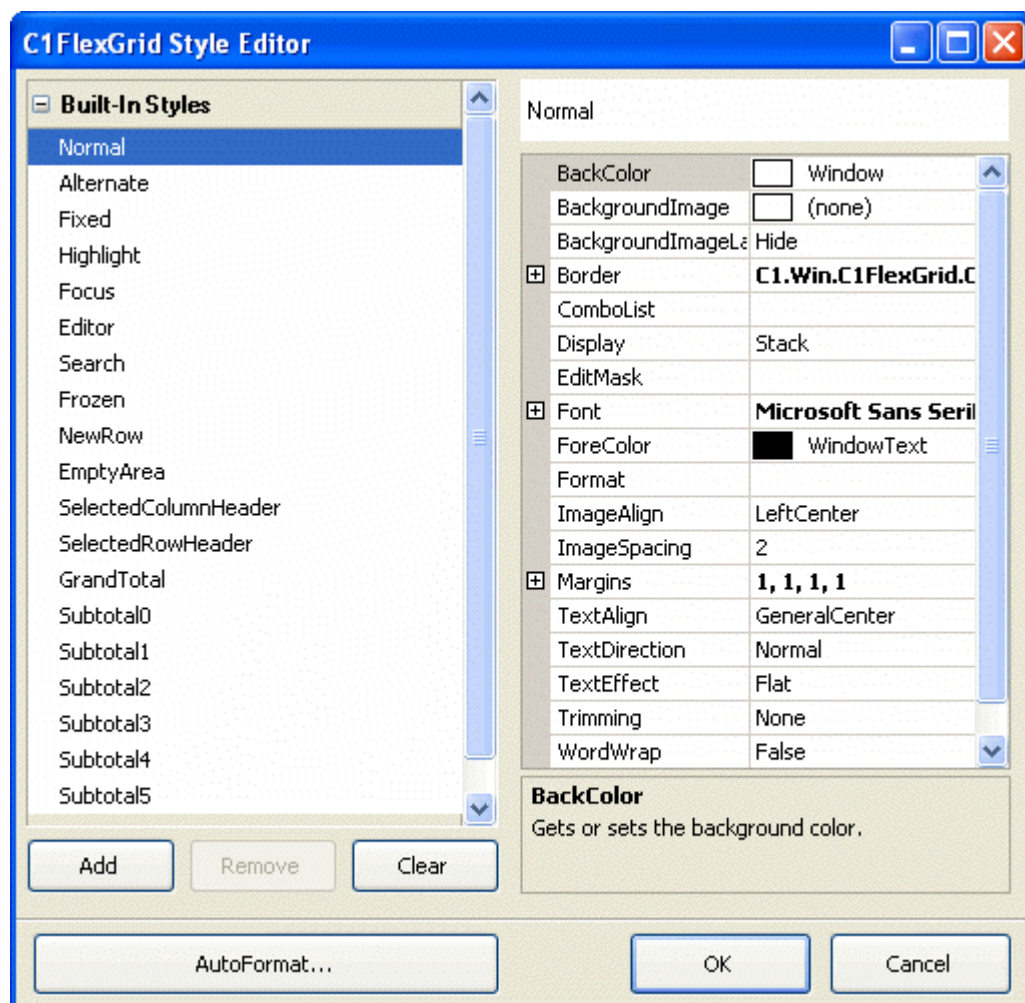 C1FlexGrid Style Editor
Built-In Styles
Normal
Alternate
Fixed
Highlight
Focus
Editor
Search
Frozen
NewRow
EmptyArea
SelectedColumnHeader
SelectedRowHeader
GrandTotal
Subtotal0
Subtotal1
Subtotal2
Subtotal3
Subtotal4
Subtotal5
Add Remove Clear
Normal
BackColor Window
BackgroundImage (none)
BackgroundImageLa Hide
Border C1.Win.C1FlexGrid.C
ComboList
Display Stack
EditMask
Font Microsoft Sans Seri
ForeColor WindowText
Format
ImageAlign LeftCenter
ImageSpacing 2
Margins 1, 1, 1, 1
TextAlign GeneralCenter
TextDirection Normal
TextEffect Flat
Trimming None
WordWrap False
BackColor
Gets or sets the background color.
AutoFormat... OK Cancel